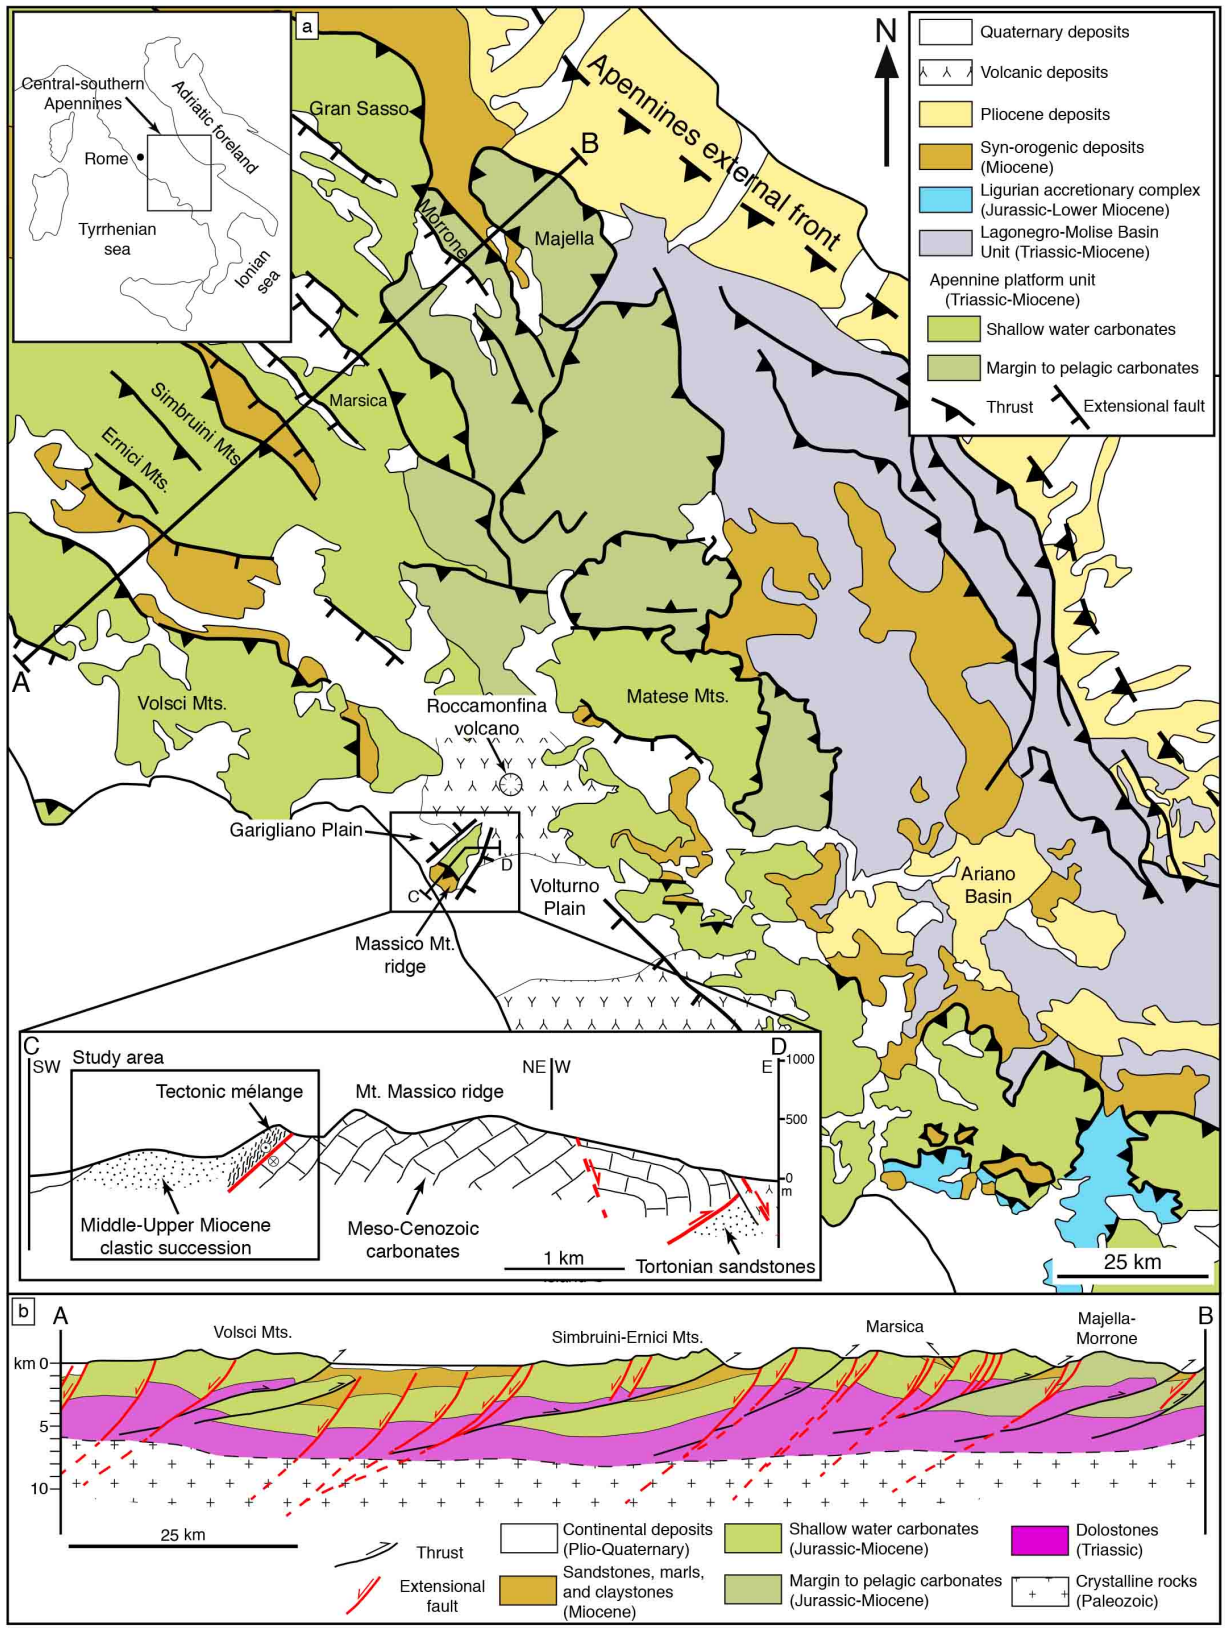 a
Central-southern
Apennines
Adriatic foreland
Rome
Tyrrhenian
sea
Ionian
sea
Gran Sasso
Apennines external front
B
N
Morrone
Majella
Marsica
Simbruini Mts.
Ernici Mts.
A
Volsci Mts.
Roccamonfina
volcano
Matese Mts.
Garigliano Plain
D
C
Volturno
Plain
Massico Mt.
ridge
Ariano
Basin
25 km
Quaternary deposits
Volcanic deposits
Pliocene deposits
Syn-orogenic deposits
(Miocene)
Ligurian accretionary complex
(Jurassic-Lower Miocene)
Lagonegro-Molise Basin
Unit (Triassic-Miocene)
Apennine platform unit
(Triassic-Miocene)
Shallow water carbonates
Margin to pelagic carbonates
Thrust
Extensional fault
C
SW
Study area
Tectonic mélange
Mt. Massico ridge
NE W
D
E
1000
500
0
m
Middle-Upper Miocene
clastic succession
Meso-Cenozoic
carbonates
1 km
Tortonian sandstones
b
A
Volsci Mts.
Simbruini-Ernici Mts.
Marsica
Majella-
Morrone
B
km 0
5
10
25 km
Thrust
Extensional
fault
Continental deposits
(Plio-Quaternary)
Sandstones, marls,
and claystones
(Miocene)
Shallow water carbonates
(Jurassic-Miocene)
Margin to pelagic carbonates
(Jurassic-Miocene)
Dolostones
(Triassic)
Crystalline rocks
(Paleozoic)